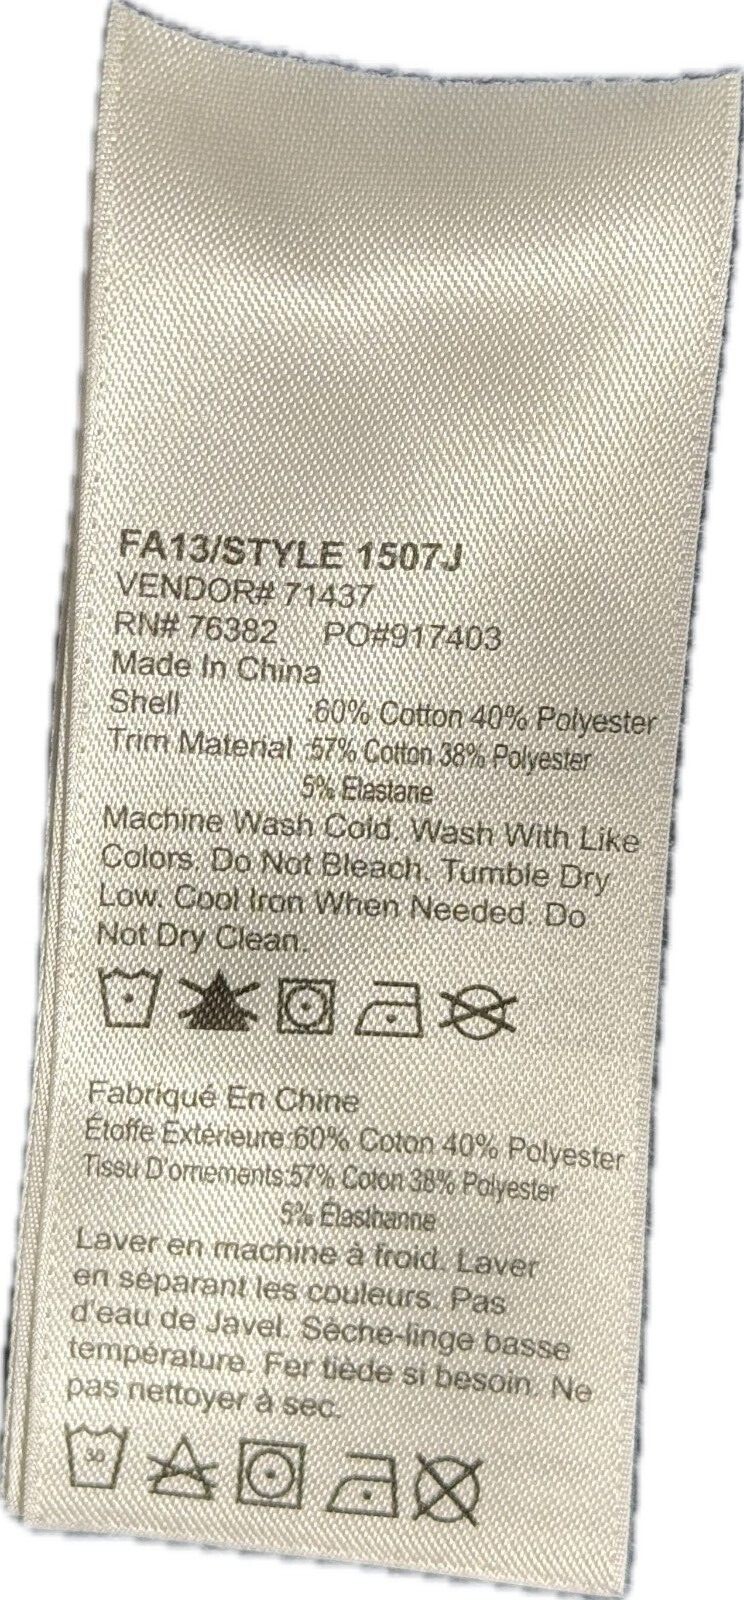 FA13/STYLE 1507J
VENDOR# 71437
RN# 76382 PO#917403
Made In China
Shell :60% Cotton 40% Polyester
Trim Material :57% Cotton 38% Polyester
5% Elastane
Machine Wash Cold. Wash With Like
Colors. Do Not Bleach. Tumble Dry
Low. Cool Iron When Needed. Do
Not Dry Clean.
Fabriqué En Chine
Étoffe Extérieure:60% Coton 40% Polyester
Tissu D'ornements:57% Coton 38% Polyester
5% Élasthanne
Laver en machine à froid. Laver
en séparant les couleurs. Pas
d'eau de Javel. Sèche-linge basse
température. Fer tiède si besoin. Ne
pas nettoyer à sec.
30